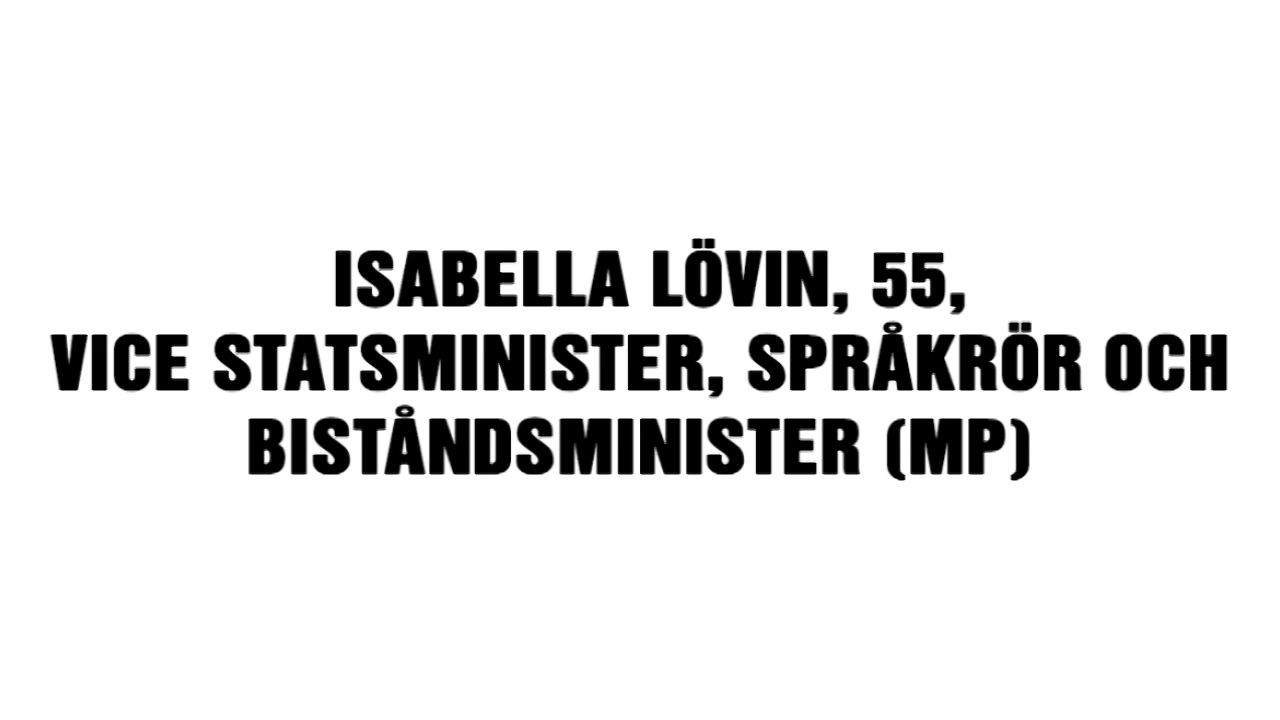 ISABELLA LÖVIN, 55,
VICE STATSMINISTER, SPRÅKRÖR OCH
BISTÅNDSMINISTER (MP)